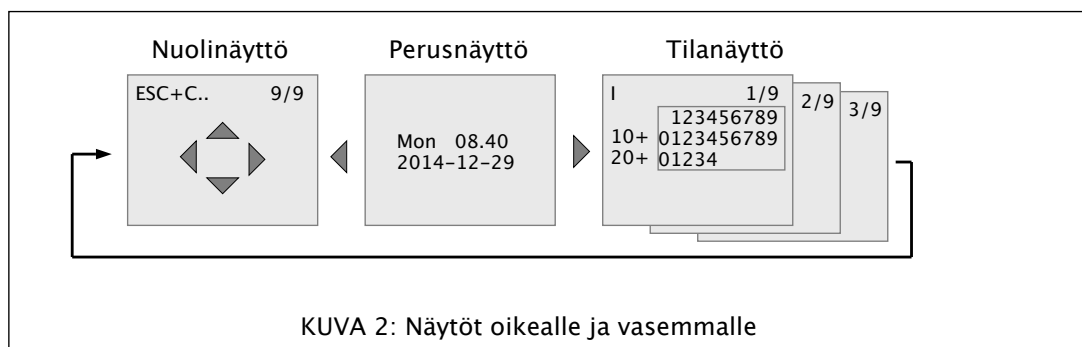 Nuolinäyttö
Perusnäyttö
Tilanäyttö
ESC+C.. 9/9
Mon 08.40
2014-12-29
I 1/9
123456789
10+ 0123456789
20+ 01234
2/9
3/9
KUVA 2: Näytöt oikealle ja vasemmalle